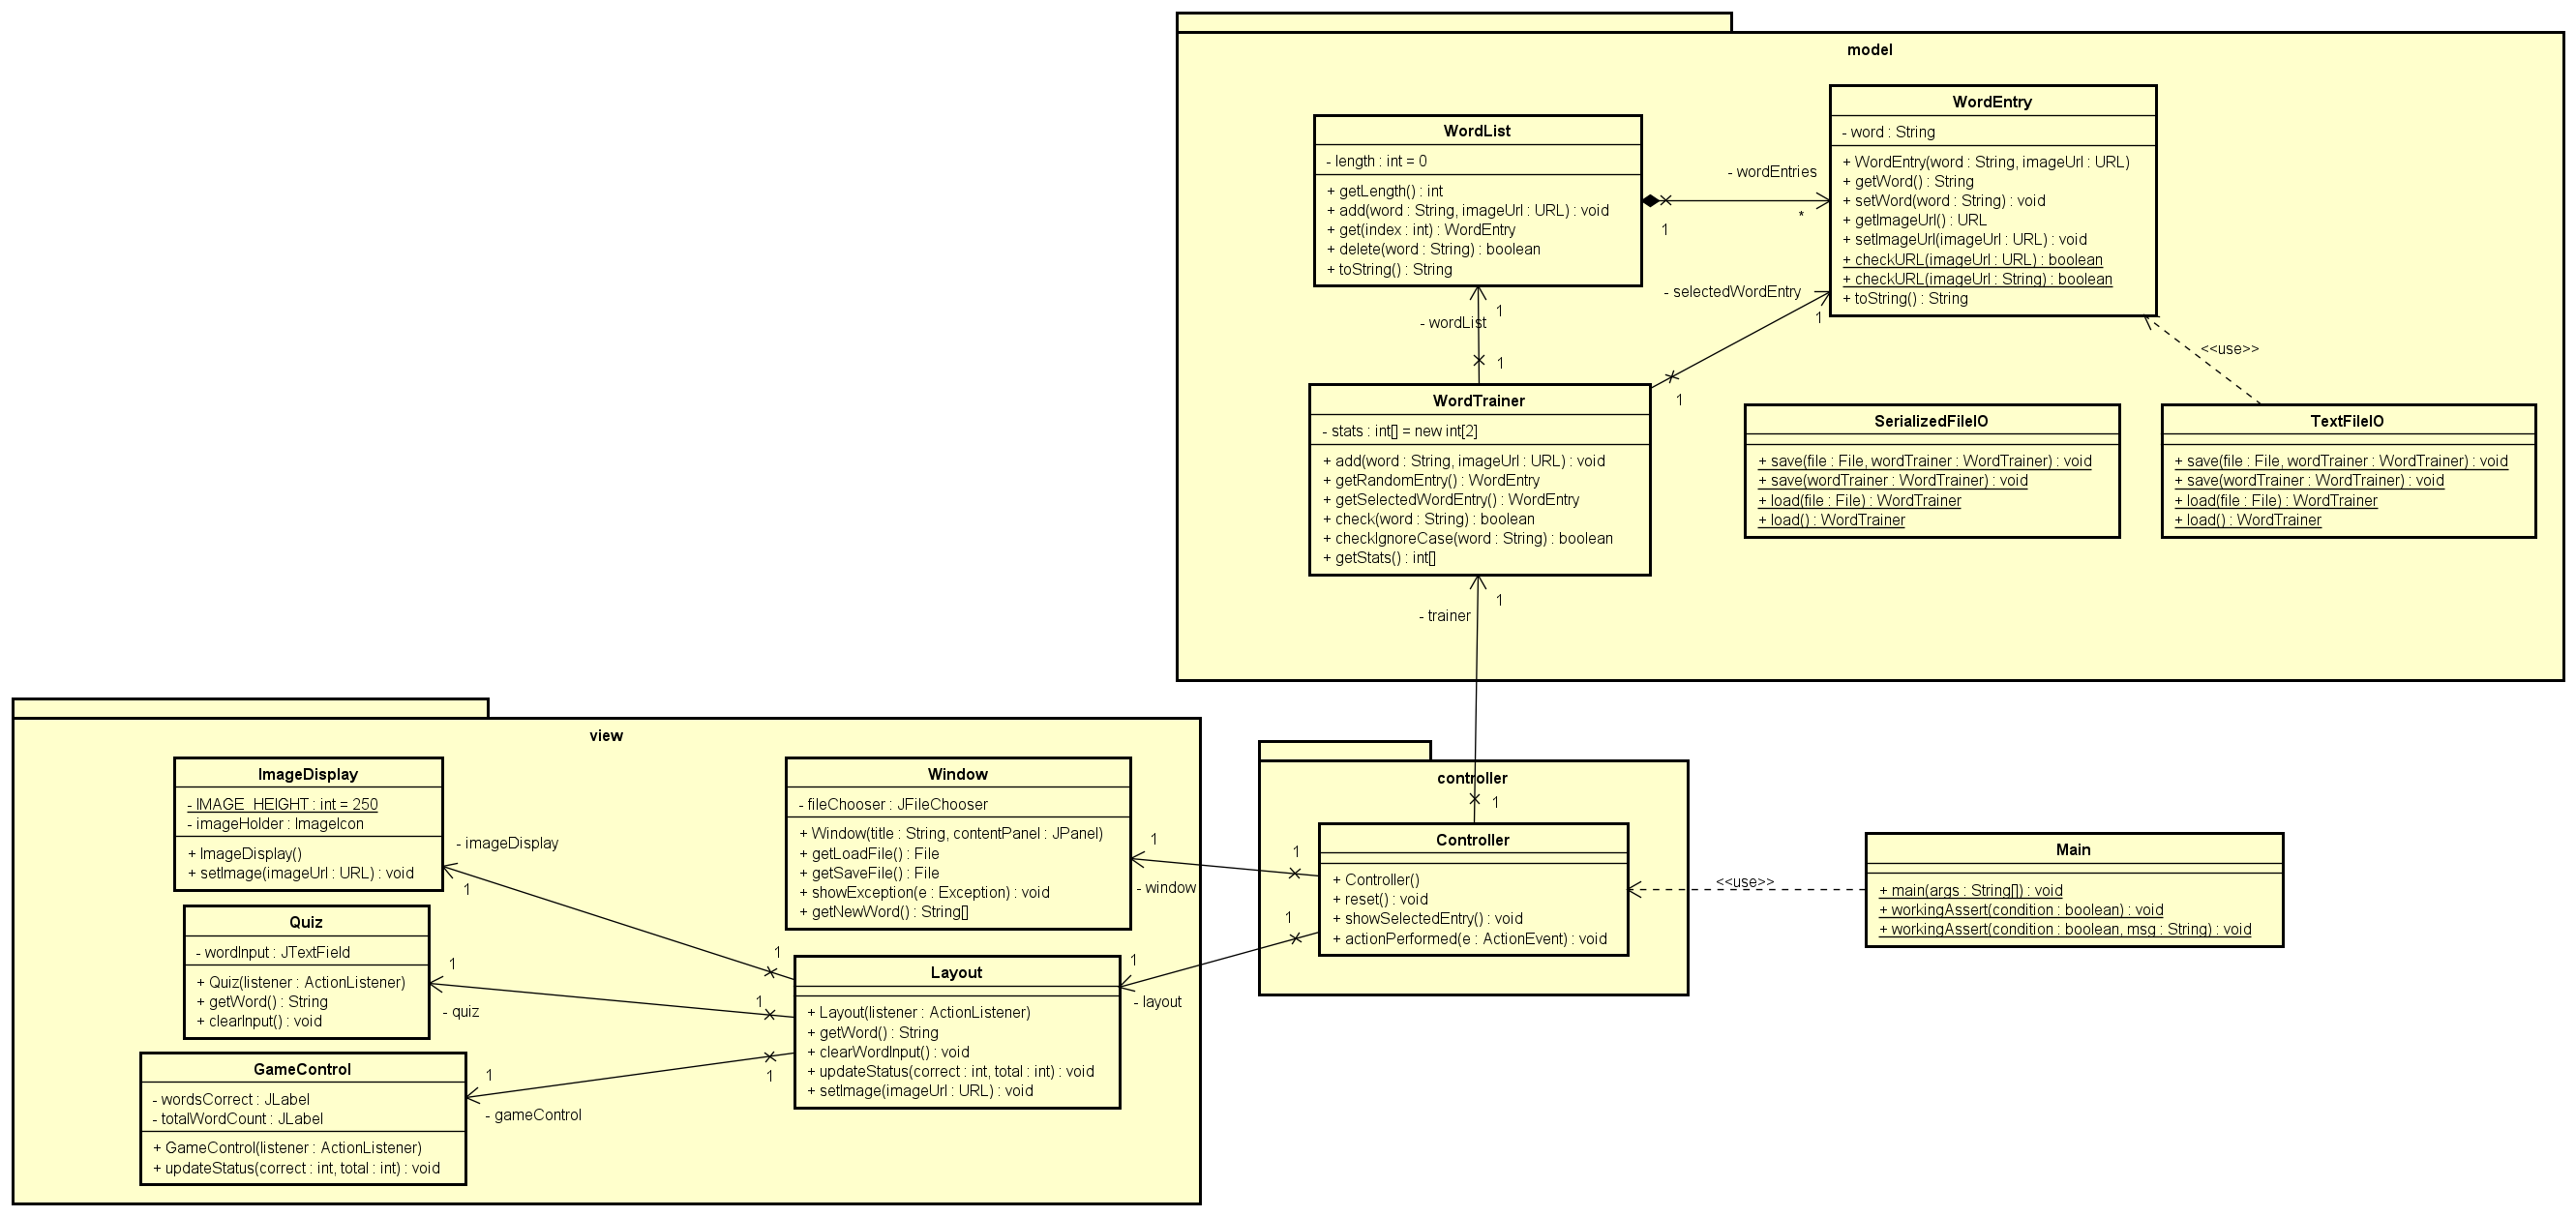 model
WordList
- length : int = 0
+ getLength() : int
+ add(word : String, imageUrl : URL) : void
+ get(index : int) : WordEntry
+ delete(word : String) : boolean
+ toString() : String
- wordEntries
*
1
WordEntry
- word : String
+ WordEntry(word : String, imageUrl : URL)
+ getWord() : String
+ setWord(word : String) : void
+ getImageUrl() : URL
+ setImageUrl(imageUrl : URL) : void
+ checkURL(imageUrl : URL) : boolean
+ checkURL(imageUrl : String) : boolean
+ toString() : String
- selectedWordEntry
1
1
1
- wordList
1
<<use>>
WordTrainer
- stats : int[] = new int[2]
+ add(word : String, imageUrl : URL) : void
+ getRandomEntry() : WordEntry
+ getSelectedWordEntry() : WordEntry
+ check(word : String) : boolean
+ checkIgnoreCase(word : String) : boolean
+ getStats() : int[]
SerializedFileIO
+ save(file : File, wordTrainer : WordTrainer) : void
+ save(wordTrainer : WordTrainer) : void
+ load(file : File) : WordTrainer
+ load() : WordTrainer
TextFileIO
+ save(file : File, wordTrainer : WordTrainer) : void
+ save(wordTrainer : WordTrainer) : void
+ load(file : File) : WordTrainer
+ load() : WordTrainer
1
- trainer
view
ImageDisplay
- IMAGE_HEIGHT : int = 250
- imageHolder : ImageIcon
+ ImageDisplay()
+ setImage(imageUrl : URL) : void
- imageDisplay
1
Window
- fileChooser : JFileChooser
+ Window(title : String, contentPanel : JPanel)
+ getLoadFile() : File
+ getSaveFile() : File
+ showException(e : Exception) : void
+ getNewWord() : String[]
1
- window
Quiz
- wordInput : JTextField
+ Quiz(listener : ActionListener)
+ getWord() : String
+ clearInput() : void
1
- quiz
1
1
1
Layout
+ Layout(listener : ActionListener)
+ getWord() : String
+ clearWordInput() : void
+ updateStatus(correct : int, total : int) : void
+ setImage(imageUrl : URL) : void
1
- layout
GameControl
- wordsCorrect : JLabel
- totalWordCount : JLabel
+ GameControl(listener : ActionListener)
+ updateStatus(correct : int, total : int) : void
1
- gameControl
controller
1
1
1
Controller
+ Controller()
+ reset() : void
+ showSelectedEntry() : void
+ actionPerformed(e : ActionEvent) : void
<<use>>
Main
+ main(args : String[]) : void
+ workingAssert(condition : boolean) : void
+ workingAssert(condition : boolean, msg : String) : void